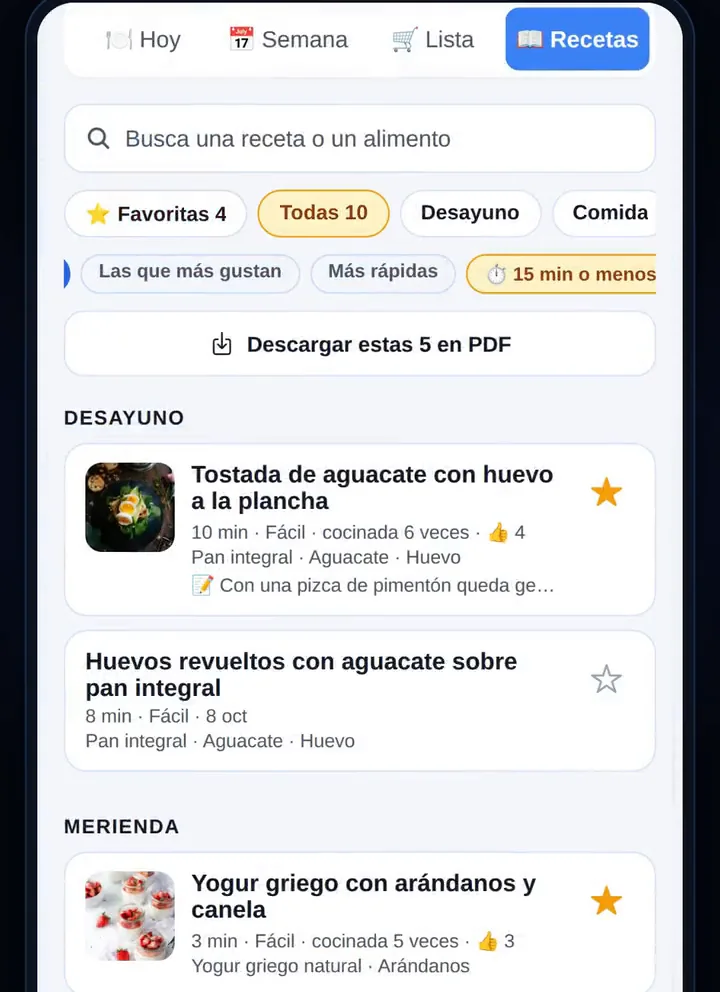 🍽️ Hoy 📅 Semana 🛒 Lista 📖 Recetas
Busca una receta o un alimento
⭐ Favoritas 4 Todas 10 Desayuno Comida
Las que más gustan Más rápidas ⏱️ 15 min o menos
Descargar estas 5 en PDF
DESAYUNO
Tostada de aguacate con huevo
a la plancha
10 min · Fácil · cocinada 6 veces · 👍 4
Pan integral · Aguacate · Huevo
📝 Con una pizca de pimentón queda ge…
Huevos revueltos con aguacate sobre
pan integral
8 min · Fácil · 8 oct
Pan integral · Aguacate · Huevo
MERIENDA
Yogur griego con arándanos y
canela
3 min · Fácil · cocinada 5 veces · 👍 3
Yogur griego natural · Arándanos